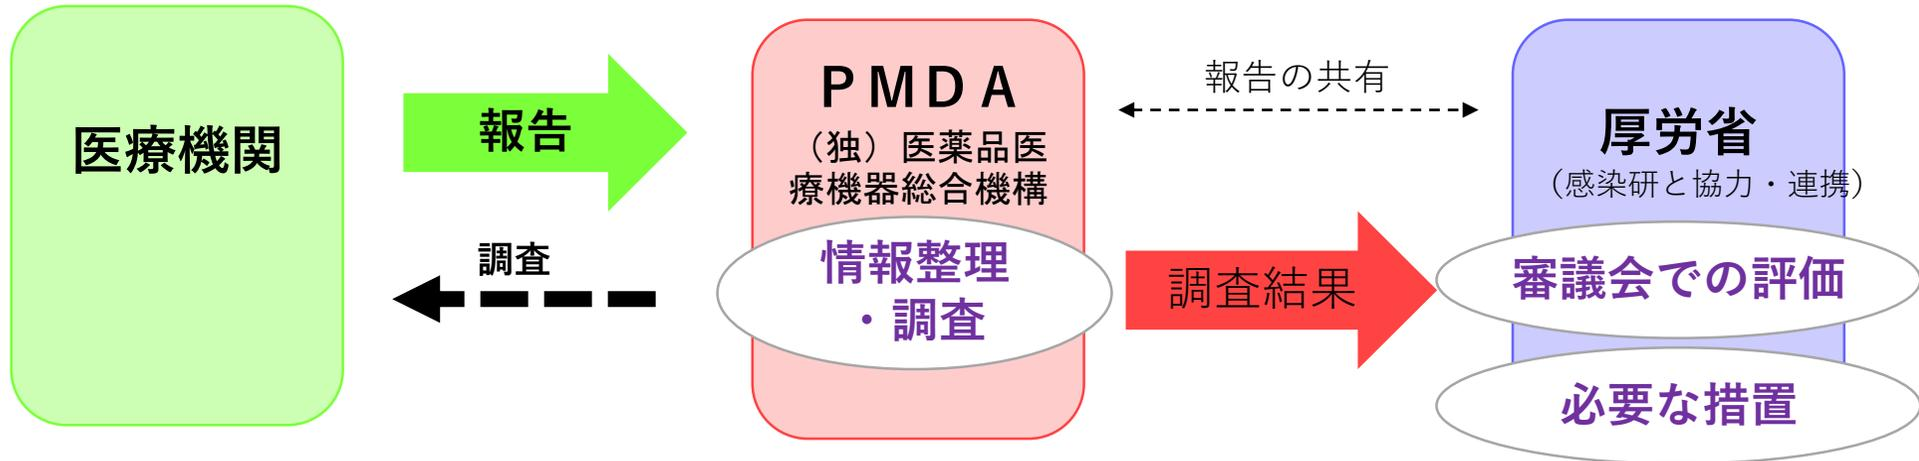 医療機関
報告
調査
ＰＭＤＡ
（独）医薬品医
療機器総合機構
情報整理
・調査
報告の共有
調査結果
厚労省
（感染研と協力・連携）
審議会での評価
必要な措置